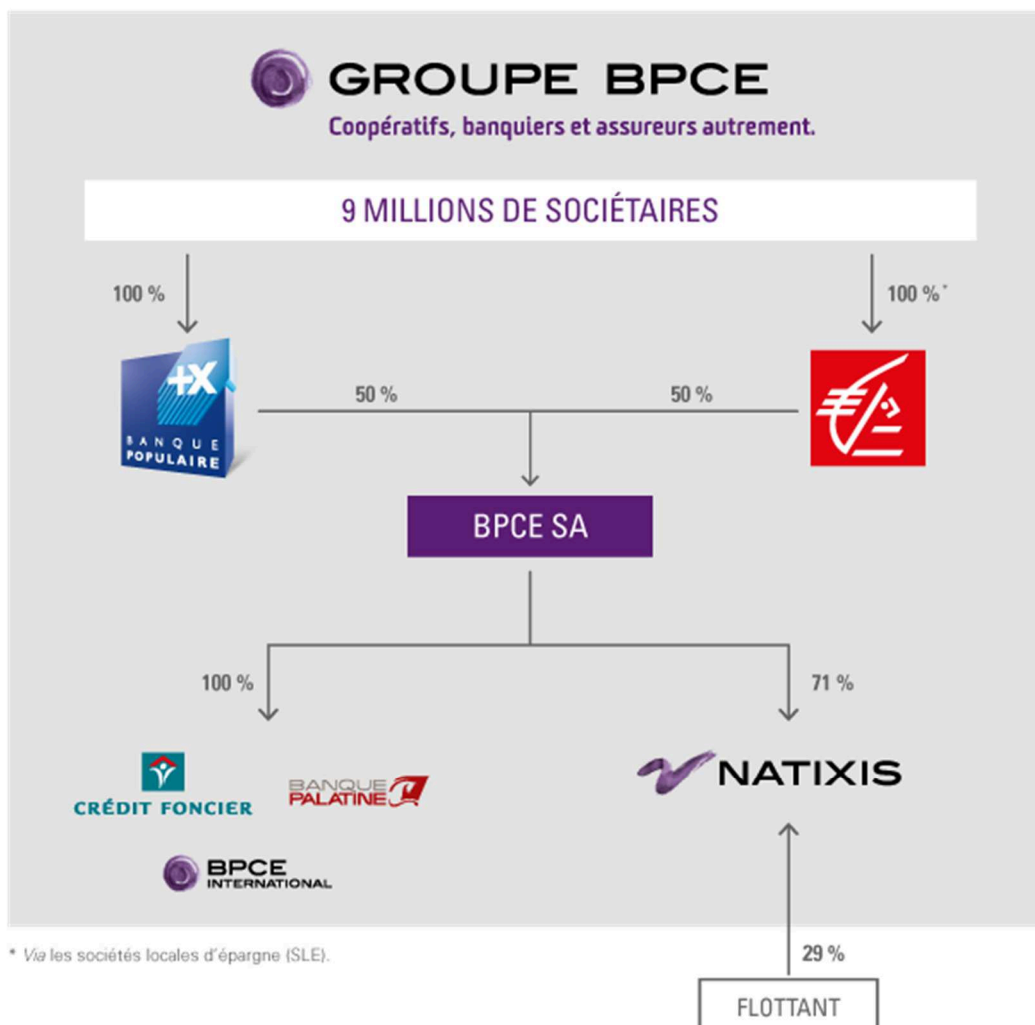 GROUPE BPCE
Coopératifs, banquiers et assureurs autrement.
9 MILLIONS DE SOCIÉTAIRES
100 %
100 %*
+X
BANQUE
POPULAIRE
50 %
50 %
BPCE SA
100 %
71 %
CRÉDIT FONCIER
BANQUE
PALATINE
NATIXIS
BPCE
INTERNATIONAL
* Via les sociétés locales d'épargne (SLE).
29 %
FLOTTANT